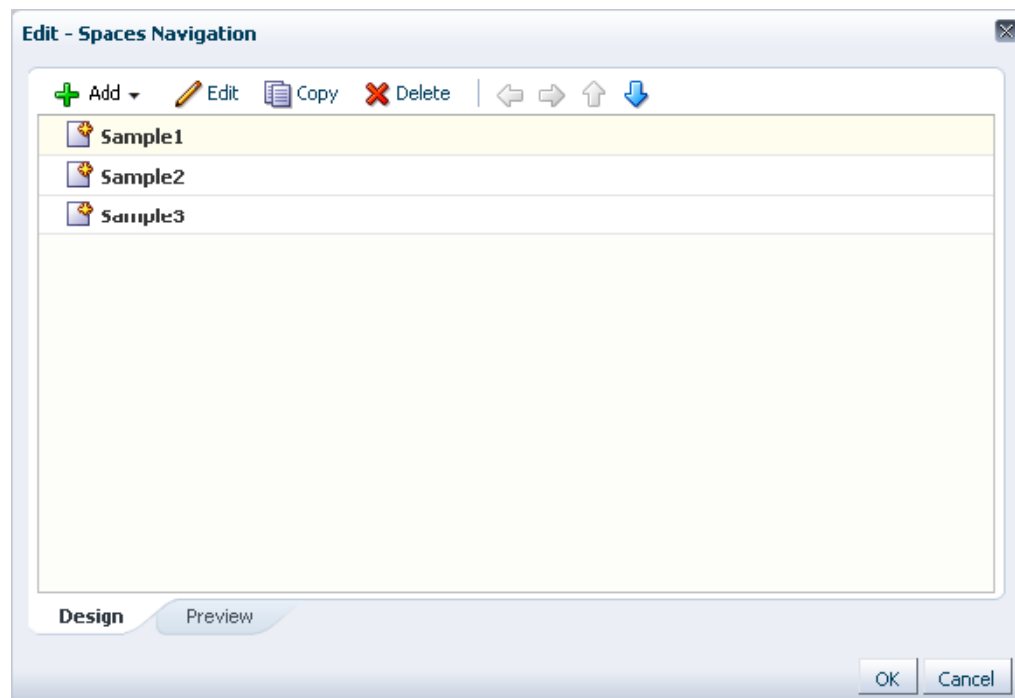 Edit - Spaces Navigation
Add Edit Copy Delete
Sample1
Sample2
Sample3
Design Preview
OK Cancel